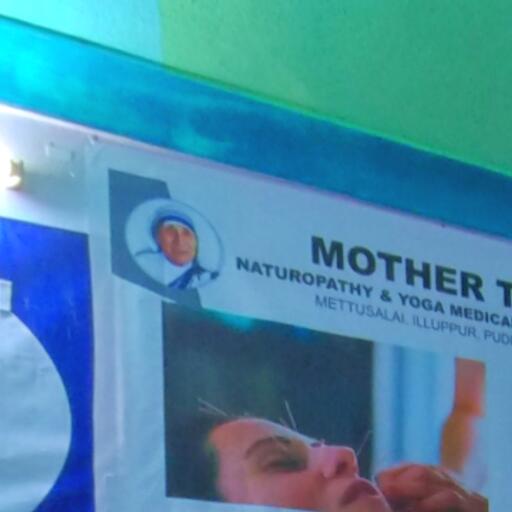 MOTHER T
NATUROPATHY & YOGA MEDICA
METTUSALAI, ILLUPPUR, PUD